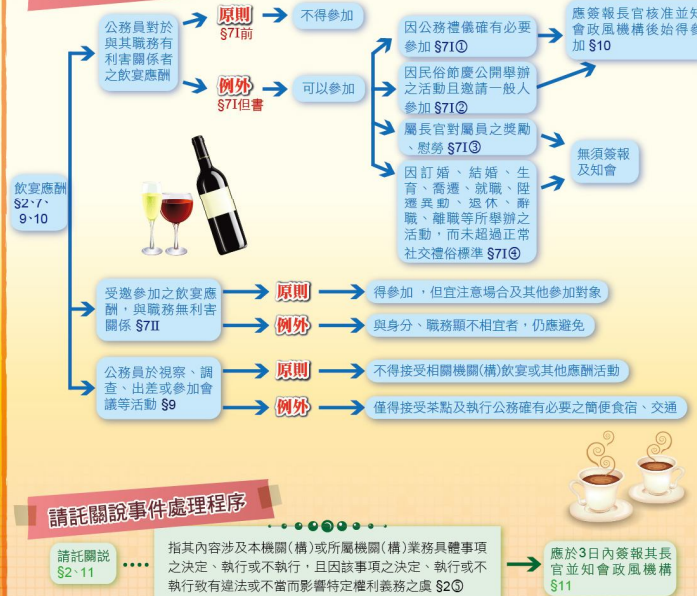 公務員對於
與其職務有
利害關係者
之飲宴應酬
原則
§7I前
不得參加
例外
§7I但書
可以參加
因公務禮儀確有必要
參加 §7I①
因民俗節慶公開舉辦
之活動且邀請一般人
參加 §7I②
屬長官對屬員之獎勵
、慰勞 §7I③
因訂婚、結婚、生
育、喬遷、就職、陞
遷異動、退休、辭
職、離職等所舉辦之
活動，而未超過正常
社交禮俗標準 §7I④
應簽報長官核准並知
會政風機構後始得參
加 §10
無須簽報
及知會
飲宴應酬
§2、7、
9、10
受邀參加之飲宴應
酬，與職務無利害
關係 §7II
原則
得參加，但宜注意場合及其他參加對象
例外
與身分、職務顯不相宜者，仍應避免
公務員於視察、調
查、出差或參加會
議等活動 §9
原則
不得接受相關機關(構)飲宴或其他應酬活動
例外
僅得接受茶點及執行公務確有必要之簡便食宿、交通
請託關說事件處理程序
請託關說
§2、11
指其內容涉及本機關(構)或所屬機關(構)業務具體事項
之決定、執行或不執行，且因該事項之決定、執行或不
執行致有違法或不當而影響特定權利義務之虞 §2⑤
應於3日內簽報其長
官並知會政風機構
§11